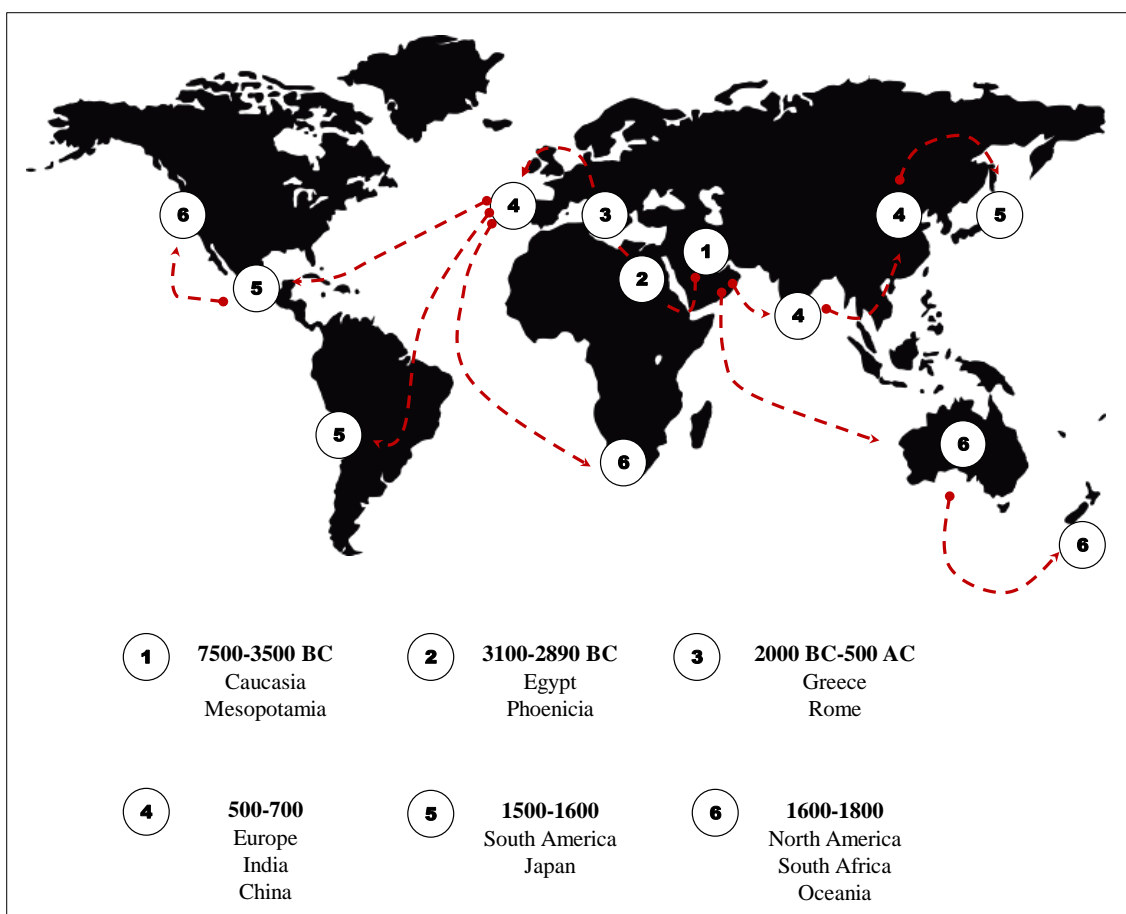 4
3
1
4
5
6
2
5
4
5
6
6
6
1 7500-3500 BC
Caucasia
Mesopotamia
2 3100-2890 BC
Egypt
Phoenicia
3 2000 BC-500 AC
Greece
Rome
4 500-700
Europe
India
China
5 1500-1600
South America
Japan
6 1600-1800
North America
South Africa
Oceania